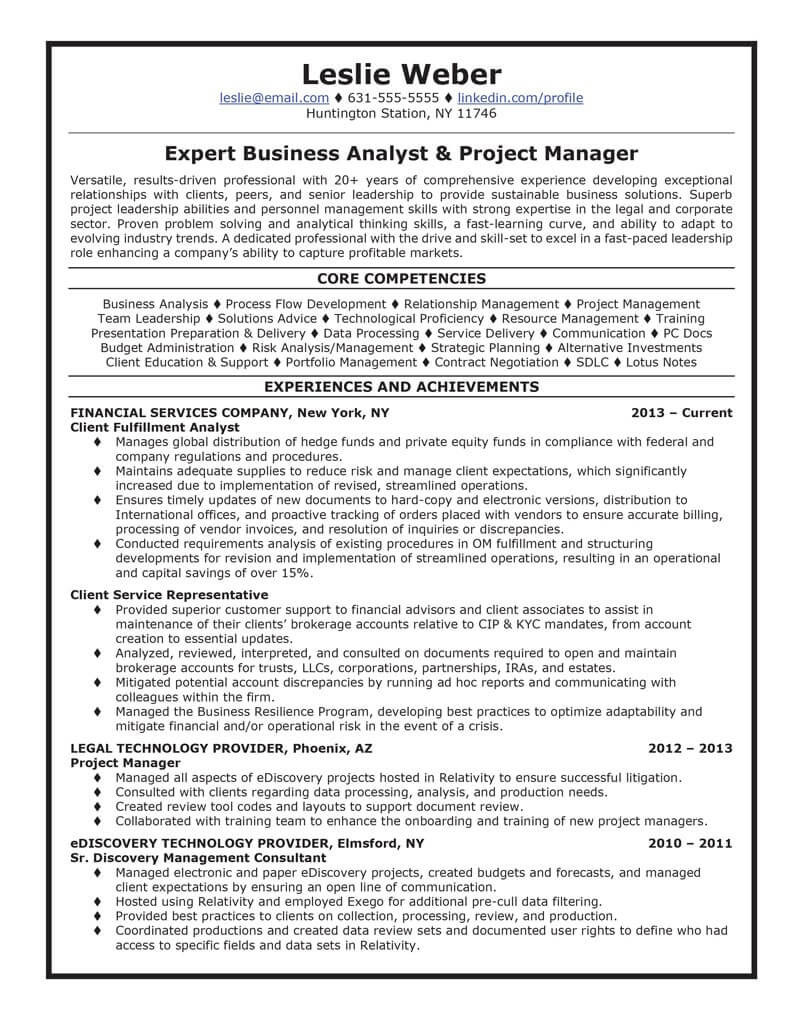 Leslie Weber
leslie@email.com ♦ 631-555-5555 ♦ linkedin.com/profile
Huntington Station, NY 11746
Expert Business Analyst & Project Manager
Versatile, results-driven professional with 20+ years of comprehensive experience developing exceptional
relationships with clients, peers, and senior leadership to provide sustainable business solutions. Superb
project leadership abilities and personnel management skills with strong expertise in the legal and corporate
sector. Proven problem solving and analytical thinking skills, a fast-learning curve, and ability to adapt to
evolving industry trends. A dedicated professional with the drive and skill-set to excel in a fast-paced leadership
role enhancing a company's ability to capture profitable markets.
CORE COMPETENCIES
Business Analysis ♦ Process Flow Development ♦ Relationship Management ♦ Project Management
Team Leadership ♦ Solutions Advice ♦ Technological Proficiency ♦ Resource Management ♦ Training
Presentation Preparation & Delivery ♦ Data Processing ♦ Service Delivery ♦ Communication ♦ PC Docs
Budget Administration ♦ Risk Analysis/Management ♦ Strategic Planning ♦ Alternative Investments
Client Education & Support ♦ Portfolio Management ♦ Contract Negotiation ♦ SDLC ♦ Lotus Notes
EXPERIENCES AND ACHIEVEMENTS
FINANCIAL SERVICES COMPANY, New York, NY 2013 – Current
Client Fulfillment Analyst
♦ Manages global distribution of hedge funds and private equity funds in compliance with federal and
company regulations and procedures.
♦ Maintains adequate supplies to reduce risk and manage client expectations, which significantly
increased due to implementation of revised, streamlined operations.
♦ Ensures timely updates of new documents to hard-copy and electronic versions, distribution to
International offices, and proactive tracking of orders placed with vendors to ensure accurate billing,
processing of vendor invoices, and resolution of inquiries or discrepancies.
♦ Conducted requirements analysis of existing procedures in OM fulfillment and structuring
developments for revision and implementation of streamlined operations, resulting in an operational
and capital savings of over 15%.
Client Service Representative
♦ Provided superior customer support to financial advisors and client associates to assist in
maintenance of their clients' brokerage accounts relative to CIP & KYC mandates, from account
creation to essential updates.
♦ Analyzed, reviewed, interpreted, and consulted on documents required to open and maintain
brokerage accounts for trusts, LLCs, corporations, partnerships, IRAs, and estates.
♦ Mitigated potential account discrepancies by running ad hoc reports and communicating with
colleagues within the firm.
♦ Managed the Business Resilience Program, developing best practices to optimize adaptability and
mitigate financial and/or operational risk in the event of a crisis.
LEGAL TECHNOLOGY PROVIDER, Phoenix, AZ 2012 – 2013
Project Manager
♦ Managed all aspects of eDiscovery projects hosted in Relativity to ensure successful litigation.
♦ Consulted with clients regarding data processing, analysis, and production needs.
♦ Created review tool codes and layouts to support document review.
♦ Collaborated with training team to enhance the onboarding and training of new project managers.
eDISCOVERY TECHNOLOGY PROVIDER, Elmsford, NY 2010 – 2011
Sr. Discovery Management Consultant
♦ Managed electronic and paper eDiscovery projects, created budgets and forecasts, and managed
client expectations by ensuring an open line of communication.
♦ Hosted using Relativity and employed Exego for additional pre-cull data filtering.
♦ Provided best practices to clients on collection, processing, review, and production.
♦ Coordinated productions and created data review sets and documented user rights to define who had
access to specific fields and data sets in Relativity.